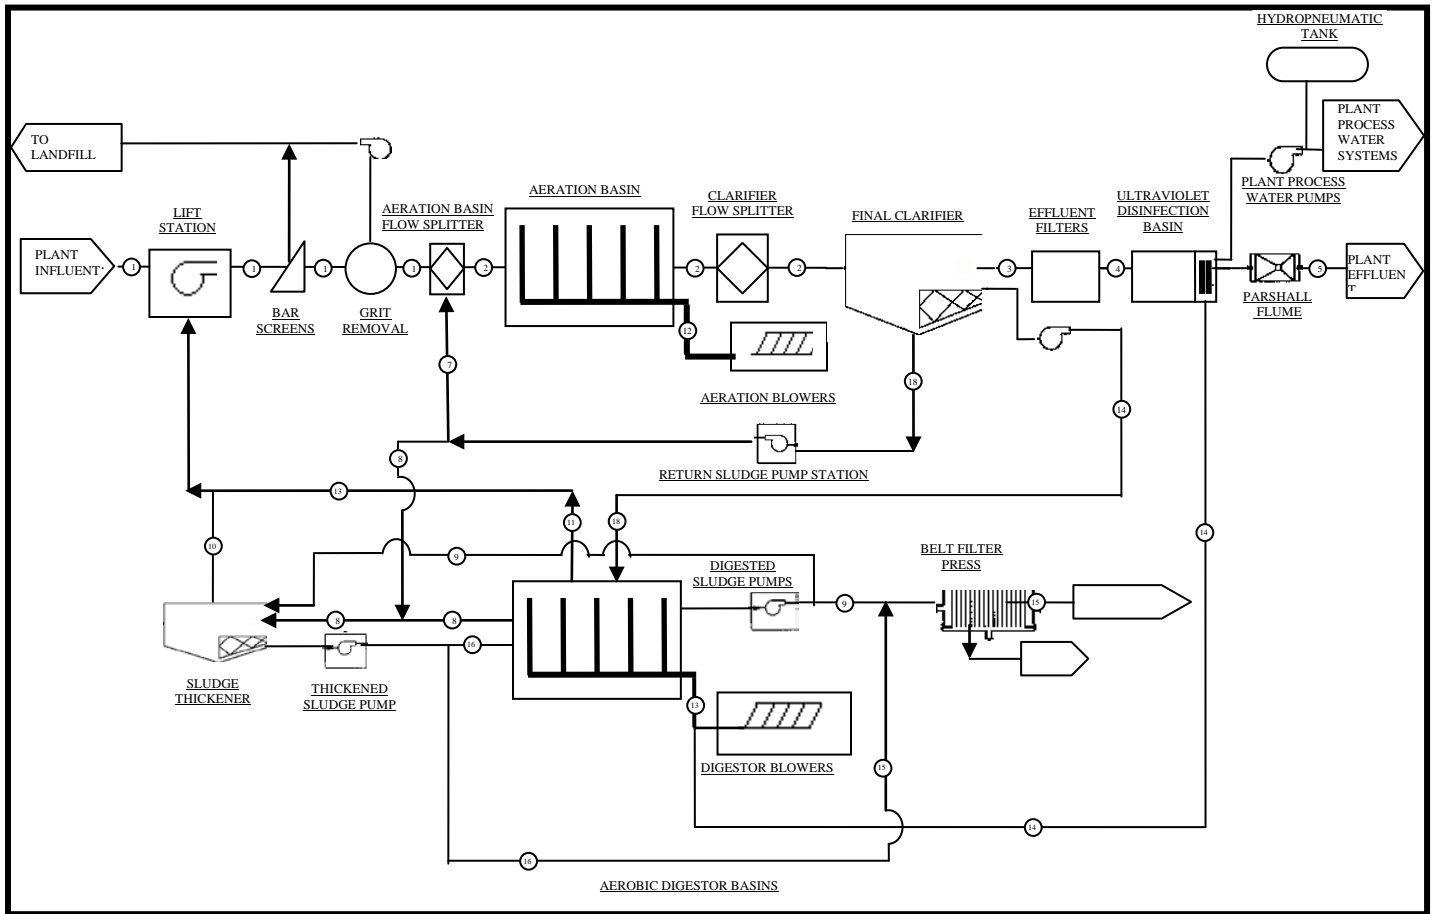 HYDROPNEUMATIC
TANK
PLANT
PROCESS
WATER
SYSTEMS
TO
LANDFILL
PLANT PROCESS
WATER PUMPS
LIFT
STATION
AERATION BASIN
FLOW SPLITTER
AERATION BASIN
CLARIFIER
FLOW SPLITTER
FINAL CLARIFIER
EFFLUENT
FILTERS
ULTRAVIOLET
DISINFECTION
BASIN
PLANT
INFLUENT
1
1
1
1
2
2
2
3
4
5
PLANT
EFFLUEN
T
BAR
SCREENS
GRIT
REMOVAL
PARSHALL
FLUME
12
7
18
AERATION BLOWERS
14
8
RETURN SLUDGE PUMP STATION
13
11
18
10
9
14
DIGESTED
SLUDGE PUMPS
BELT FILTER
PRESS
9
15
8
8
16
SLUDGE
THICKENER
THICKENED
SLUDGE PUMP
13
DIGESTOR BLOWERS
15
14
16
AEROBIC DIGESTOR BASINS